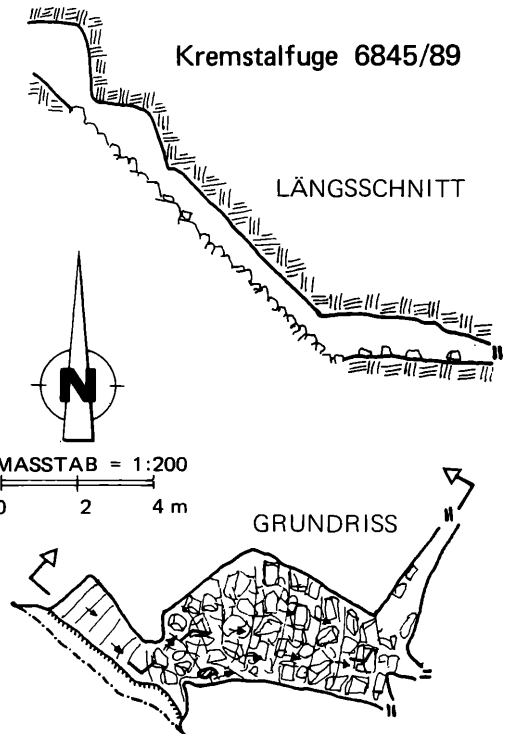 Kremstalfuge 6845/89
LÄNGSSCHNITT
N
MASSTAB = 1:200
0 2 4 m
GRUNDRISS